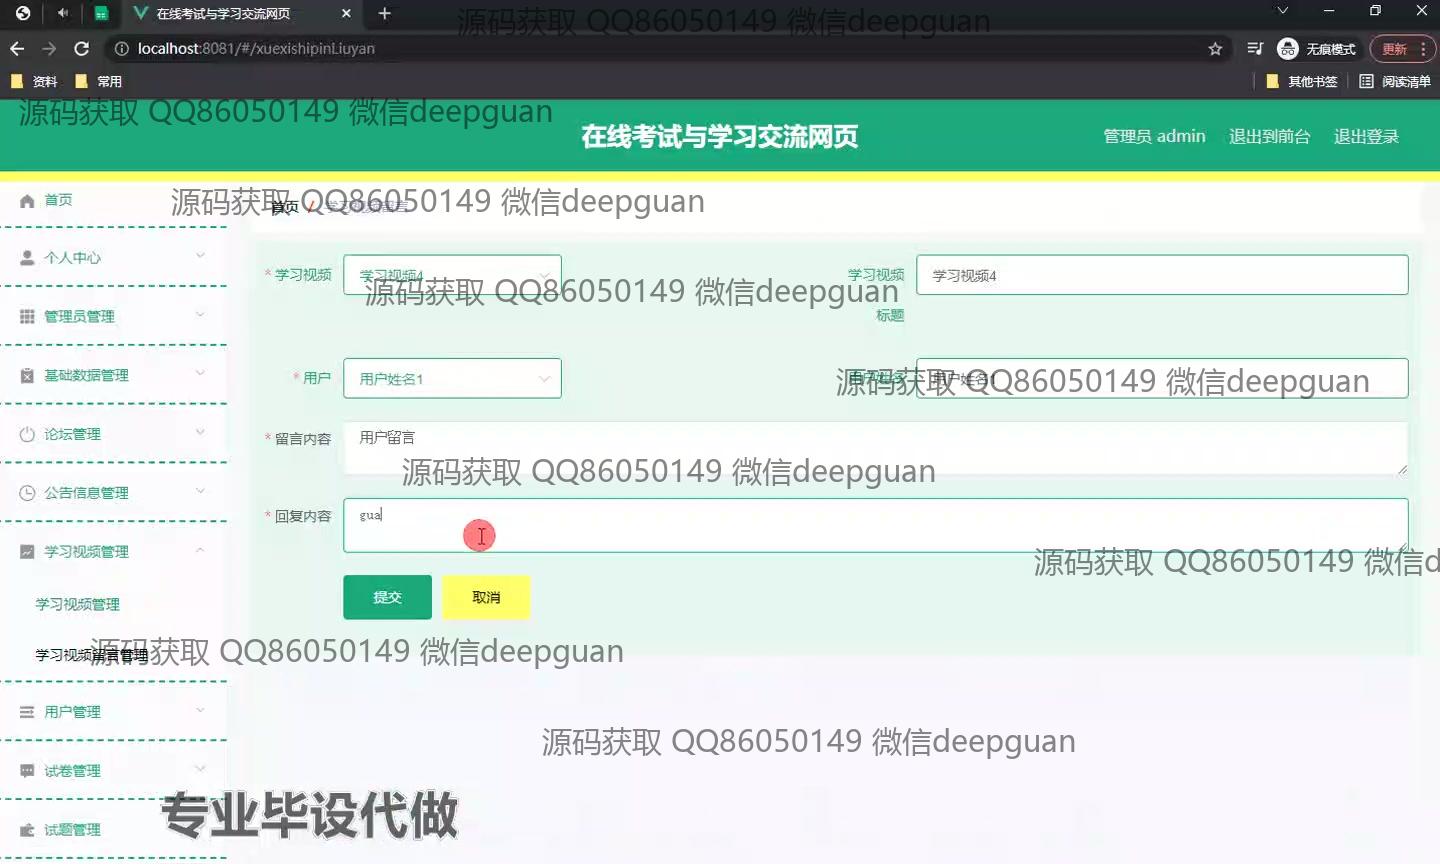 在线考试与学习交流网页
源码获取 QQ86050149 微信deepguan
localhost:8081/#/xuexishipinLiuyan
无痕模式
更新
资料
常用
其他书签
阅读清单
源码获取 QQ86050149 微信deepguan
在线考试与学习交流网页
管理员 admin
退出到前台
退出登录
首页
源码获取 QQ86050149 微信deepguan
首页 / 学习视频留言
个人中心
管理员管理
基础数据管理
论坛管理
公告信息管理
学习视频管理
学习视频管理
学习视频留言管理
用户管理
试卷管理
试题管理
* 学习视频
学习视频4
学习视频
标题
学习视频4
源码获取 QQ86050149 微信deepguan
* 用户
用户姓名1
用户姓名
用户姓名1
源码获取 QQ86050149 微信deepguan
* 留言内容
用户留言
源码获取 QQ86050149 微信deepguan
* 回复内容
gua
源码获取 QQ86050149 微信d
提交
取消
源码获取 QQ86050149 微信deepguan
源码获取 QQ86050149 微信deepguan
专业毕设代做